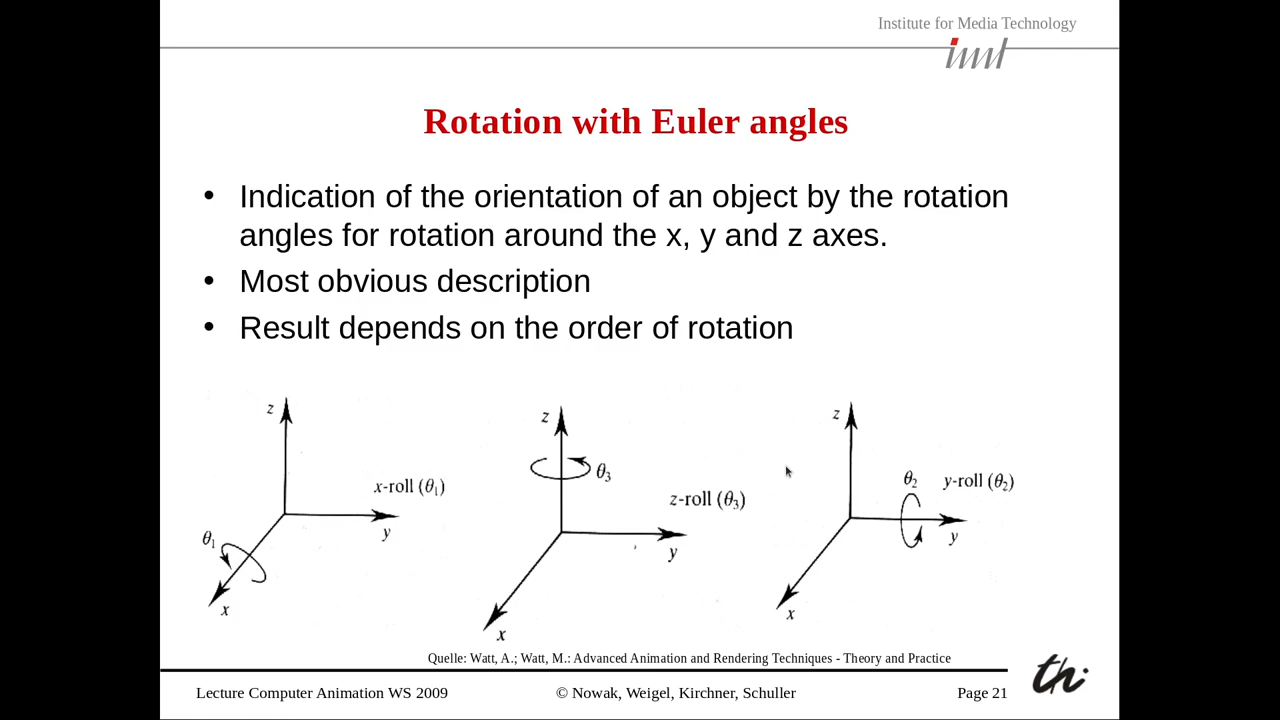 Institute for Media Technology
imt
Rotation with Euler angles
• Indication of the orientation of an object by the rotation
angles for rotation around the x, y and z axes.
• Most obvious description
• Result depends on the order of rotation
z
x-roll (θ₁)
y
θ₁
x
z
θ₃
z-roll (θ₃)
y
x
z
θ₂
y-roll (θ₂)
y
x
Quelle: Watt, A.; Watt, M.: Advanced Animation and Rendering Techniques - Theory and Practice
Lecture Computer Animation WS 2009
© Nowak, Weigel, Kirchner, Schuller
Page 21
th